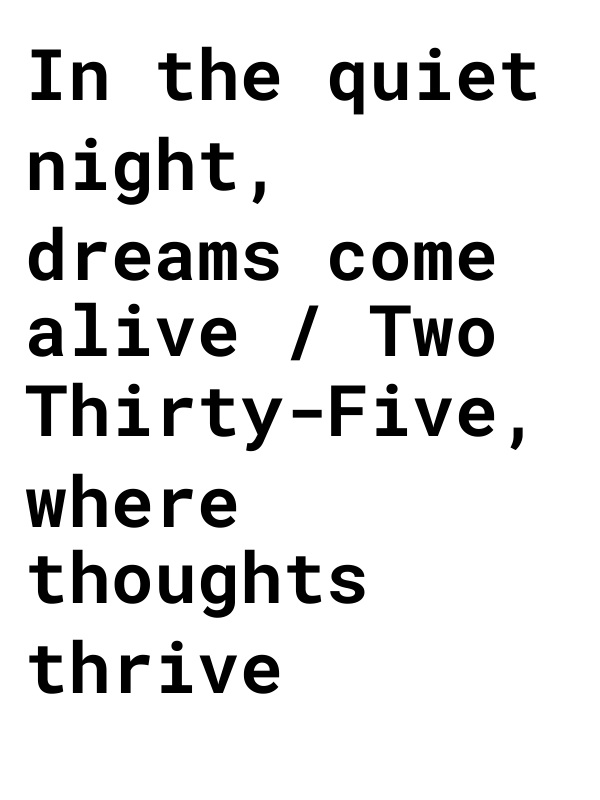 In the quiet
night,
dreams come
alive / Two
Thirty-Five,
where
thoughts
thrive